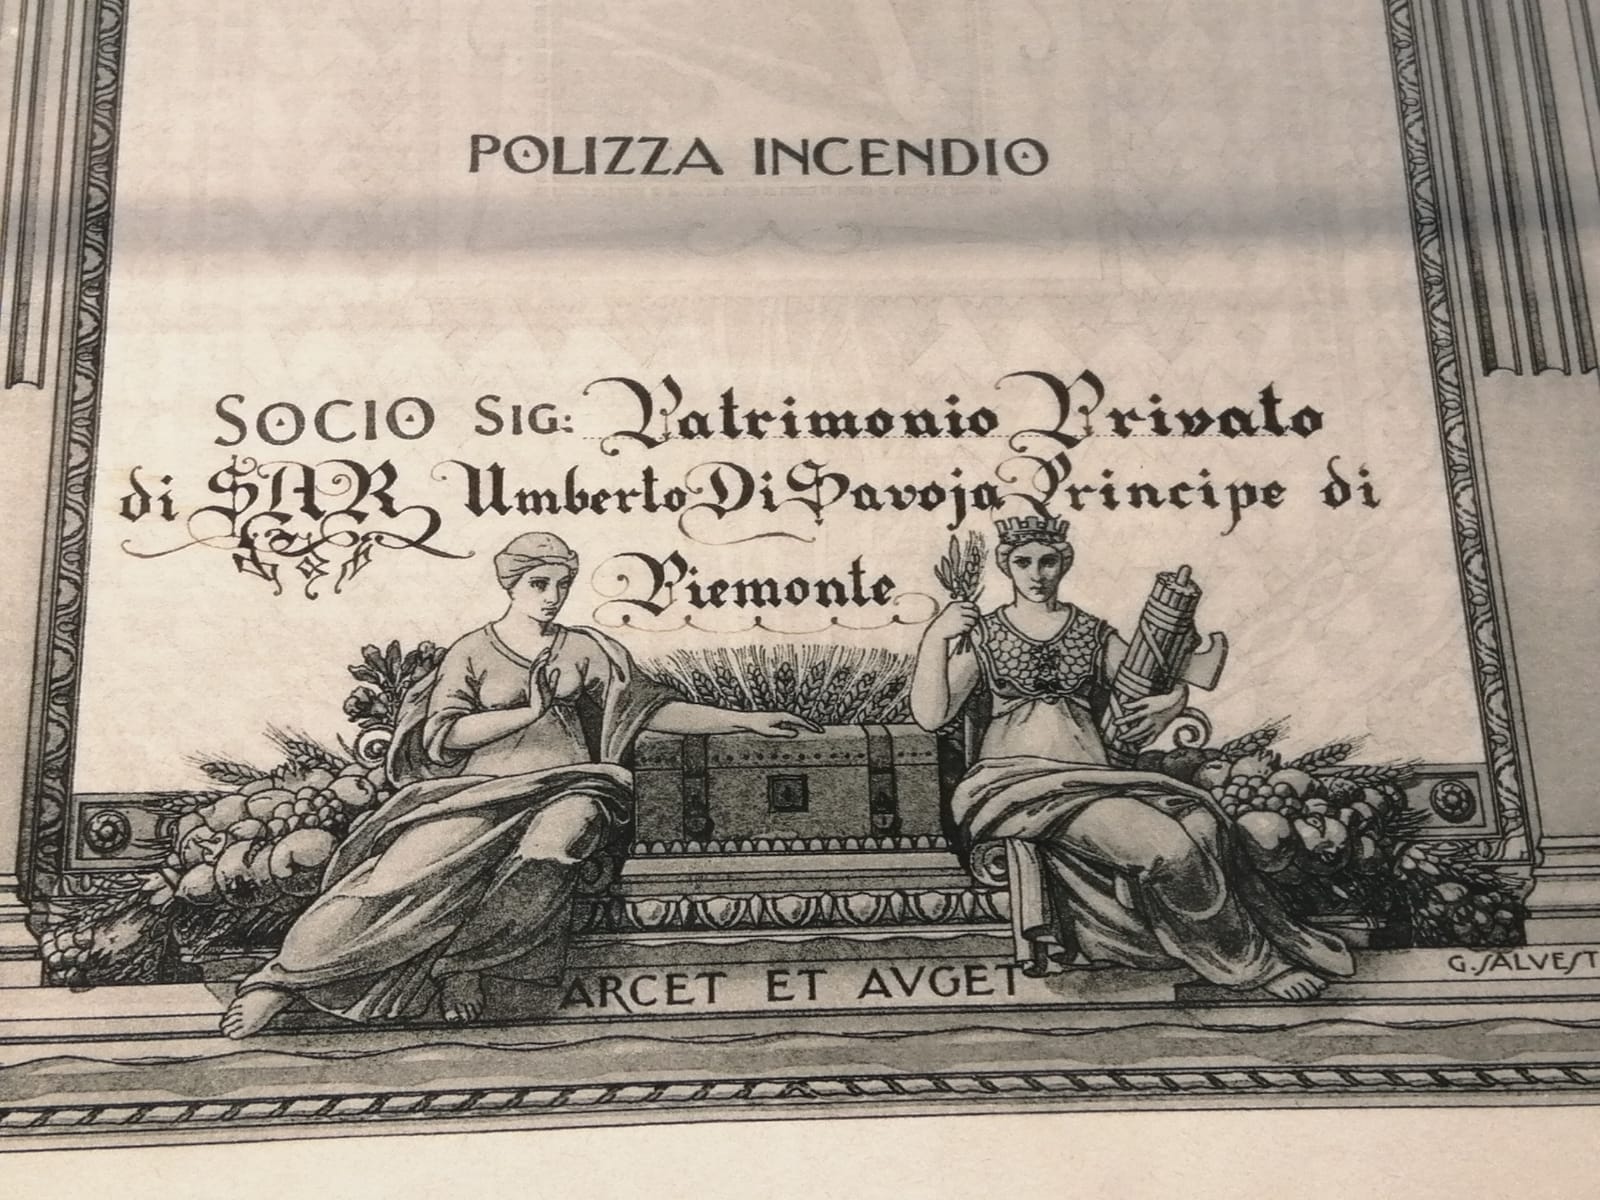 POLIZZA INCENDIO
SOCIO SIG: Patrimonio Privato
di SAR Umberto Di Savoja Principe di
Piemonte
ARCET ET AVGET
G. SALVEST